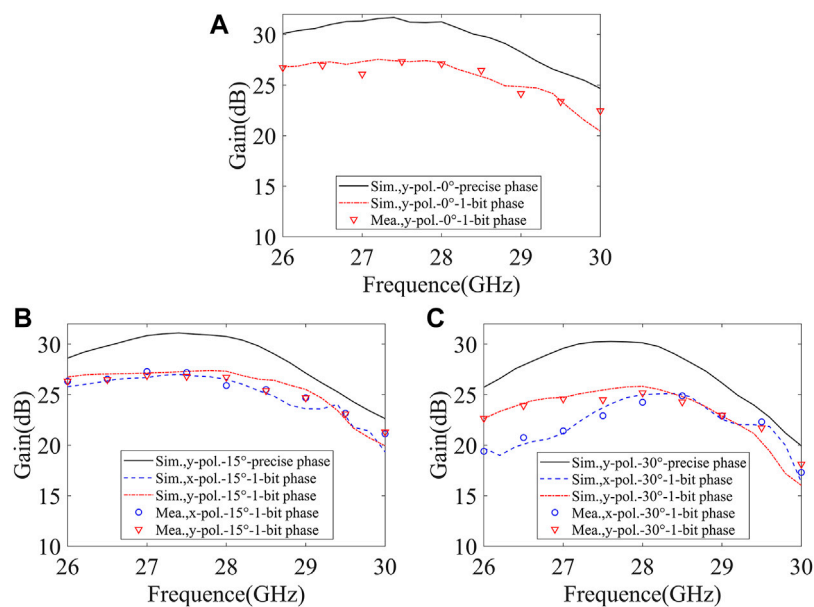 A
30
25
20
15
10
Gain(dB)
Sim.,y-pol.-0°-precise phase
Sim.,y-pol.-0°-1-bit phase
Mea.,y-pol.-0°-1-bit phase
26 27 28 29 30
Frequence(GHz)
B
30
25
20
15
10
Gain(dB)
Sim.,y-pol.-15°-precise phase
Sim.,x-pol.-15°-1-bit phase
Sim.,y-pol.-15°-1-bit phase
Mea.,x-pol.-15°-1-bit phase
Mea.,y-pol.-15°-1-bit phase
26 27 28 29 30
Frequence(GHz)
C
30
25
20
15
10
Gain(dB)
Sim.,y-pol.-30°-precise phase
Sim.,x-pol.-30°-1-bit phase
Sim.,y-pol.-30°-1-bit phase
Mea.,x-pol.-30°-1-bit phase
Mea.,y-pol.-30°-1-bit phase
26 27 28 29 30
Frequence(GHz)